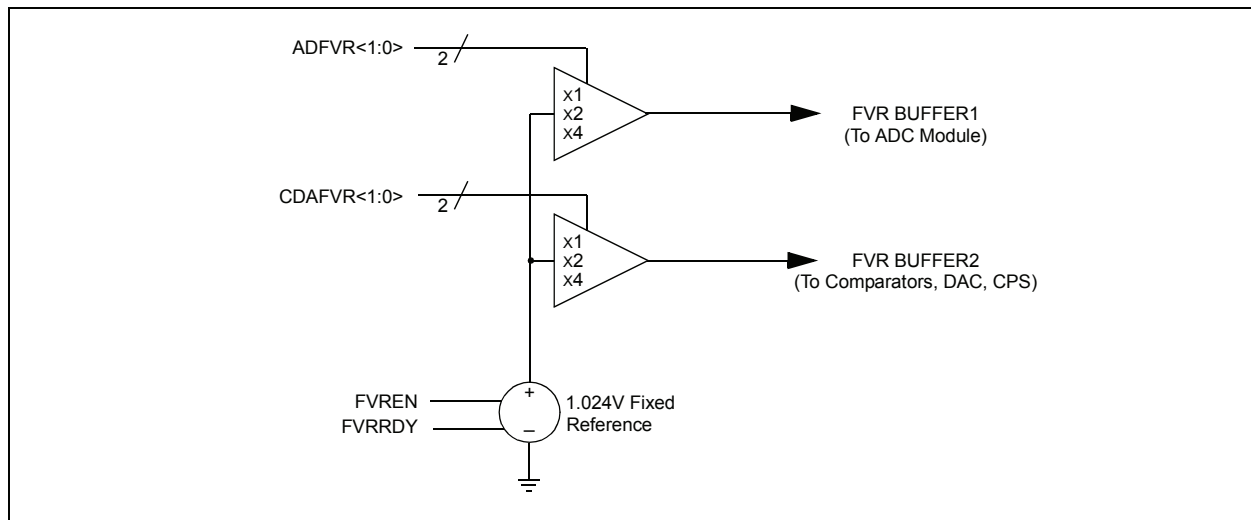 ADFVR<1:0>
2
X1
X2
X4
FVR BUFFER1
(To ADC Module)
CDAFVR<1:0>
2
X1
X2
X4
FVR BUFFER2
(To Comparators, DAC, CPS)
FVREN
FVRRDY
+
–
1.024V Fixed
Reference